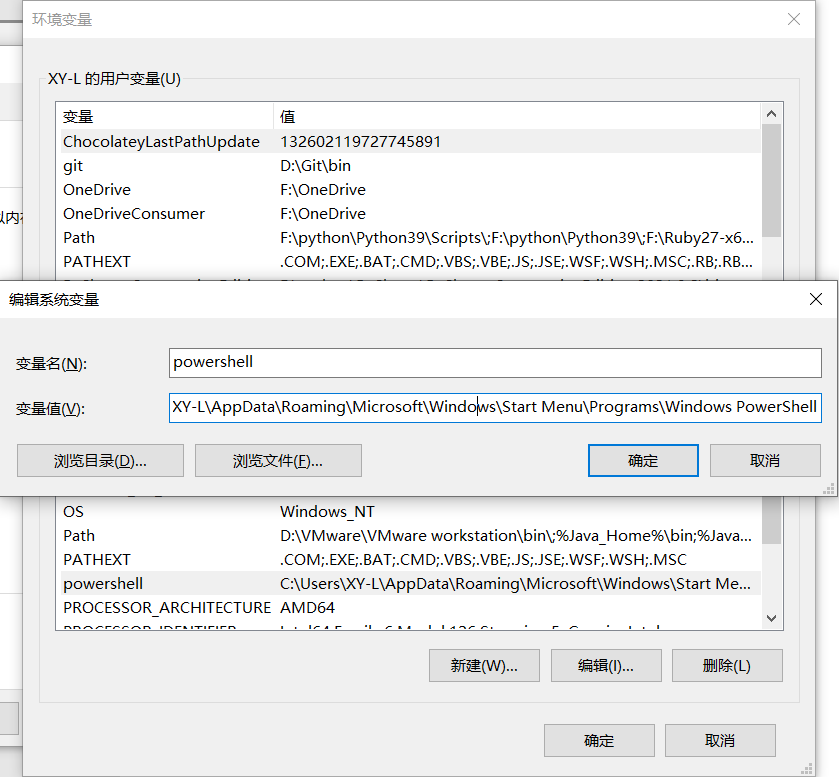 环境变量
XY-L 的用户变量(U)
变量 值
ChocolateyLastPathUpdate 132602119727745891
git D:\Git\bin
OneDrive F:\OneDrive
OneDriveConsumer F:\OneDrive
Path F:\python\Python39\Scripts\;F:\python\Python39\;F:\Ruby27-x6...
PATHEXT .COM;.EXE;.BAT;.CMD;.VBS;.VBE;.JS;.JSE;.WSF;.WSH;.MSC;.RB;.RB...
编辑系统变量
变量名(N): powershell
变量值(V): XY-L\AppData\Roaming\Microsoft\Windows\Start Menu\Programs\Windows PowerShell
浏览目录(D)... 浏览文件(F)... 确定 取消
OS Windows_NT
Path D:\VMware\VMware workstation\bin\;%Java_Home%\bin;%Java...
PATHEXT .COM;.EXE;.BAT;.CMD;.VBS;.VBE;.JS;.JSE;.WSF;.WSH;.MSC
powershell C:\Users\XY-L\AppData\Roaming\Microsoft\Windows\Start Me...
PROCESSOR_ARCHITECTURE AMD64
新建(W)... 编辑(I)... 删除(L)
确定 取消